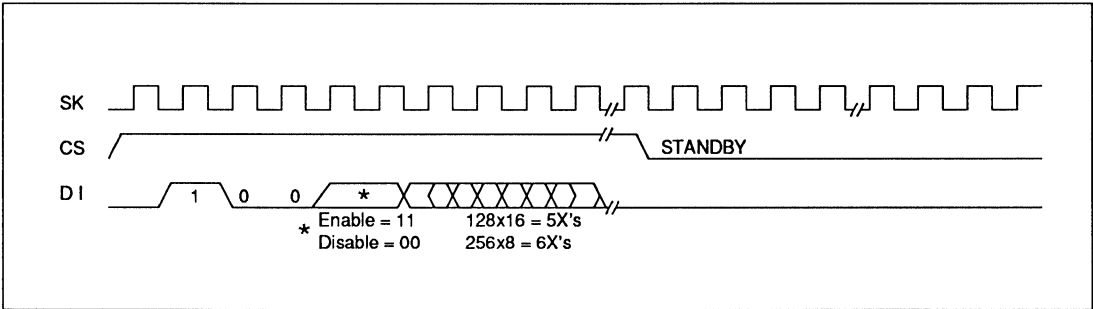 SK
CS
STANDBY
DI
1 0 0 *
* Enable = 11 128x16 = 5X's
Disable = 00 256x8 = 6X's